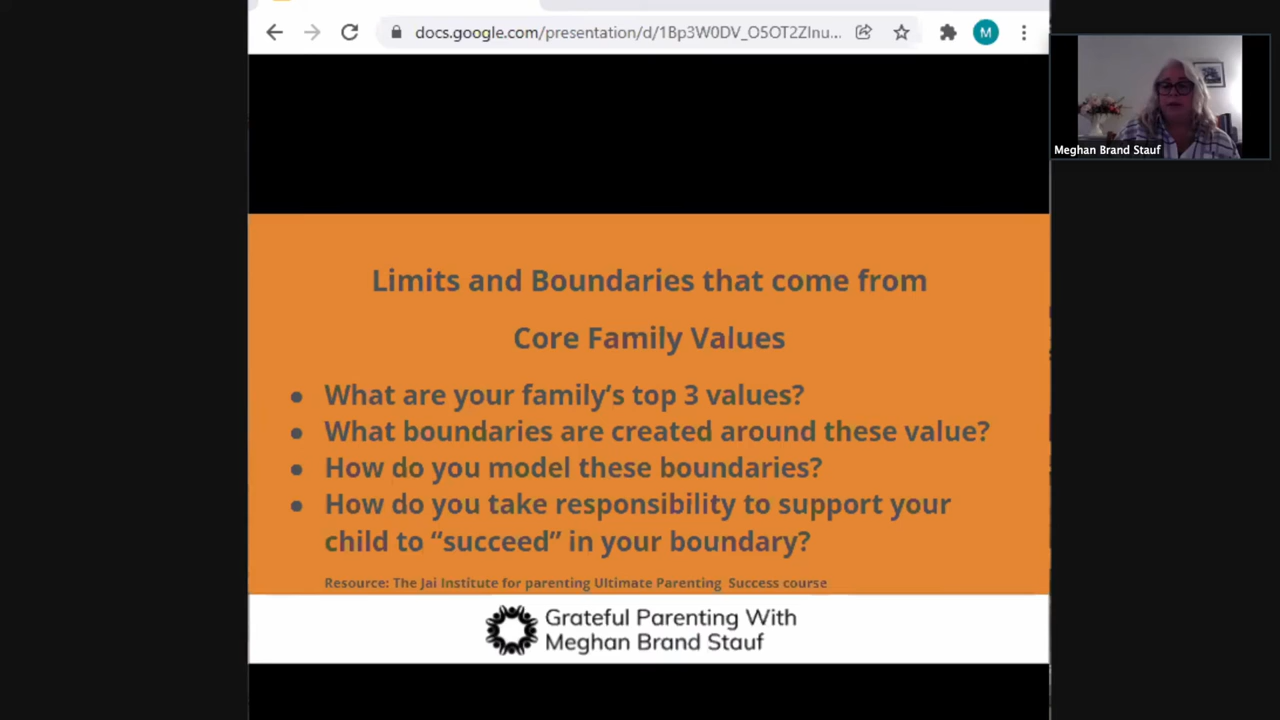 docs.google.com/presentation/d/1Bp3W0DV_O5OT2ZInu...
M
Meghan Brand Stauf
Limits and Boundaries that come from
Core Family Values
• What are your family’s top 3 values?
• What boundaries are created around these value?
• How do you model these boundaries?
• How do you take responsibility to support your
child to “succeed” in your boundary?
Resource: The Jai Institute for parenting Ultimate Parenting Success course
Grateful Parenting With
Meghan Brand Stauf